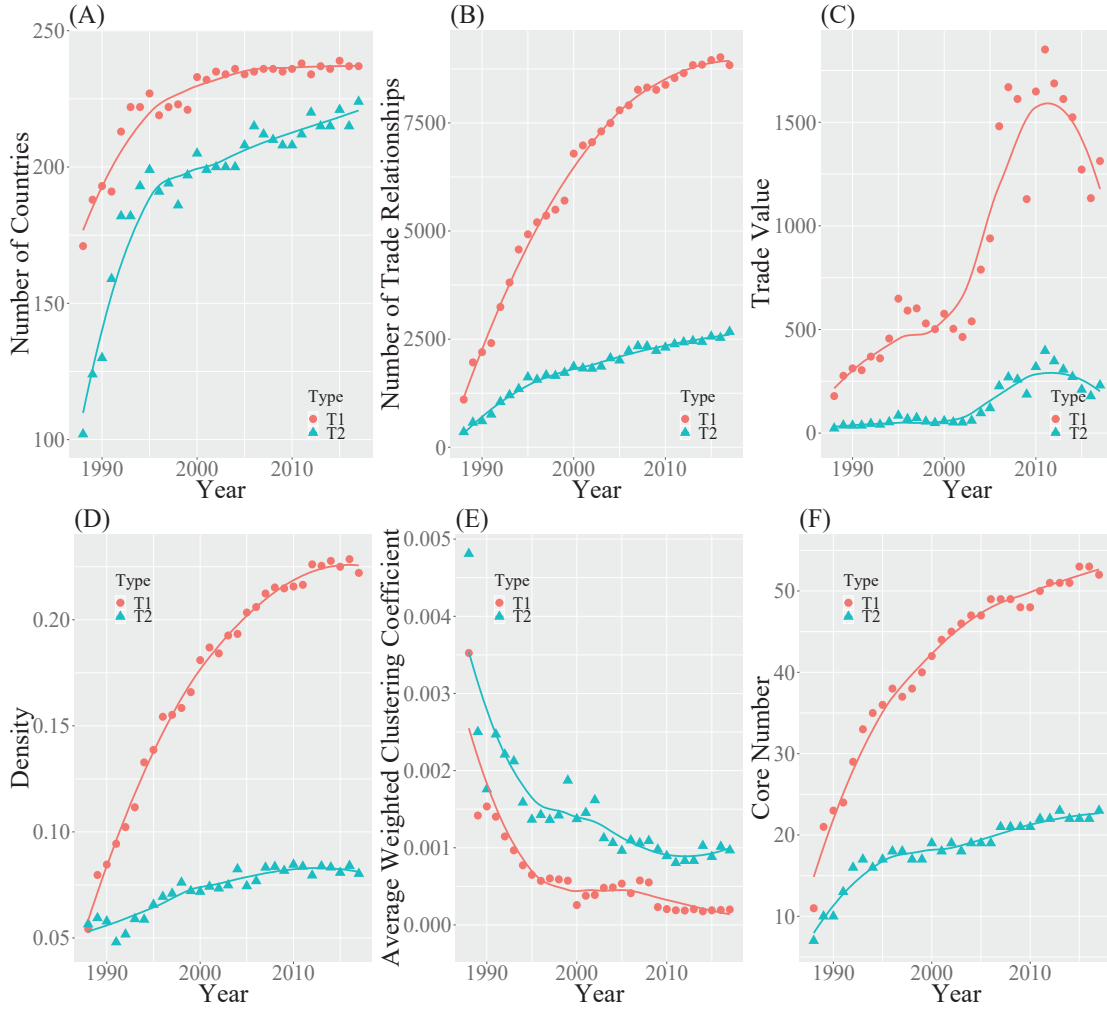 (A)
Number of Countries
250
200
150
100
1990
2000
2010
Year
Type
T1
T2
(B)
Number of Trade Relationships
7500
5000
2500
0
1990
2000
2010
Year
Type
T1
T2
(C)
Trade Value
1500
1000
500
0
1990
2000
2010
Year
Type
T1
T2
(D)
Density
0.20
0.15
0.10
0.05
1990
2000
2010
Year
Type
T1
T2
(E)
Average Weighted Clustering Coefficient
0.005
0.004
0.003
0.002
0.001
0.000
1990
2000
2010
Year
Type
T1
T2
(F)
Core Number
50
40
30
20
10
1990
2000
2010
Year
Type
T1
T2